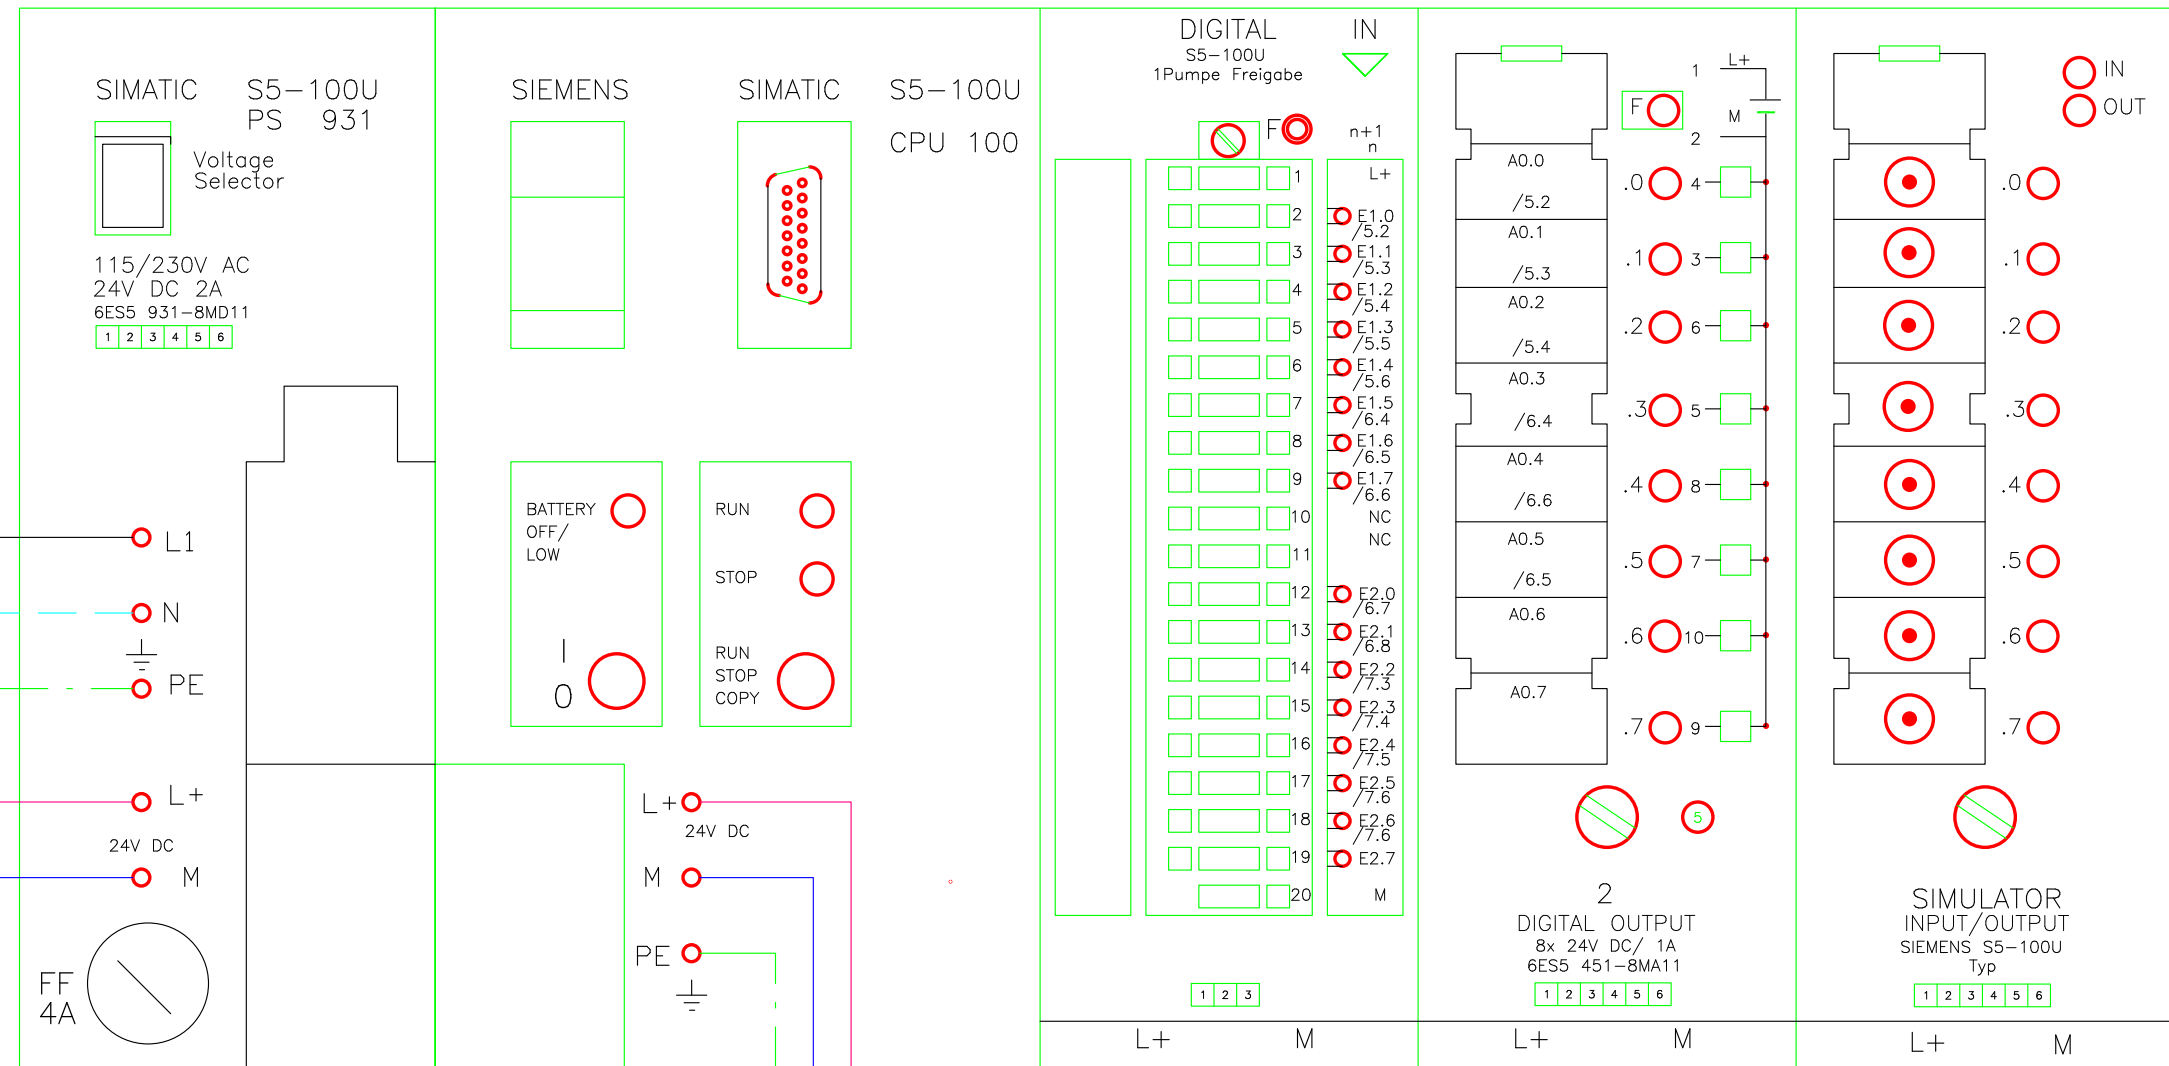 SIMATIC S5-100U
PS 931
Voltage
Selector
115/230V AC
24V DC 2A
6ES5 931-8MD11
1 2 3 4 5 6
L1
N
PE
L+
24V DC
M
FF
4A
SIEMENS SIMATIC S5-100U
CPU 100
BATTERY
OFF/
LOW
I
0
RUN
STOP
RUN
STOP
COPY
L+
24V DC
M
PE
DIGITAL IN
S5-100U
1Pumpe Freigabe
F
n+1
n
1 L+
2 E1.0
/5.2
3 E1.1
/5.3
4 E1.2
/5.4
5 E1.3
/5.5
6 E1.4
/5.6
7 E1.5
/6.4
8 E1.6
/6.5
9 E1.7
/6.6
10 NC
NC
11
12 E2.0
/6.7
13 E2.1
/6.8
14 E2.2
/7.3
15 E2.3
/7.4
16 E2.4
/7.5
17 E2.5
/7.6
18 E2.6
/7.6
19 E2.7
20 M
1 2 3
L+ M
1 L+
F M
2
A0.0
/5.2
.0 4
A0.1
/5.3
.1 3
A0.2
/5.4
.2 6
A0.3
/6.4
.3 5
A0.4
/6.6
.4 8
A0.5
/6.5
.5 7
A0.6
.6 10
A0.7
.7 9
5
2
DIGITAL OUTPUT
8x 24V DC/ 1A
6ES5 451-8MA11
1 2 3 4 5 6
L+ M
IN
OUT
.0
.1
.2
.3
.4
.5
.6
.7
SIMULATOR
INPUT/OUTPUT
SIEMENS S5-100U
Typ
1 2 3 4 5 6
L+ M